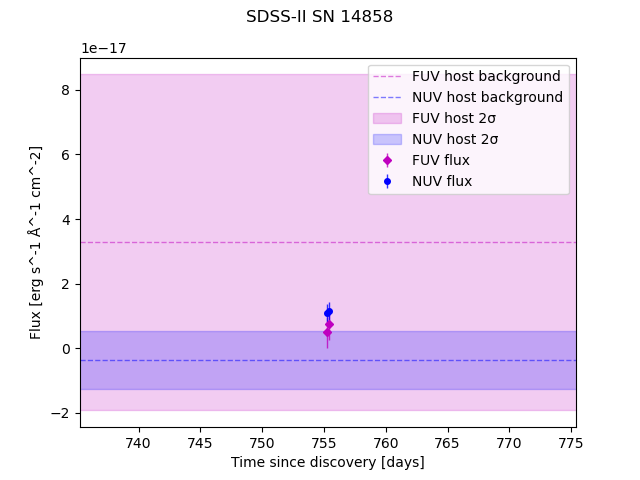 SDSS-II SN 14858
1e−17
FUV host background
NUV host background
FUV host 2σ
NUV host 2σ
FUV flux
NUV flux
8
6
4
2
0
−2
Flux [erg s^-1 Å^-1 cm^-2]
740 745 750 755 760 765 770 775
Time since discovery [days]